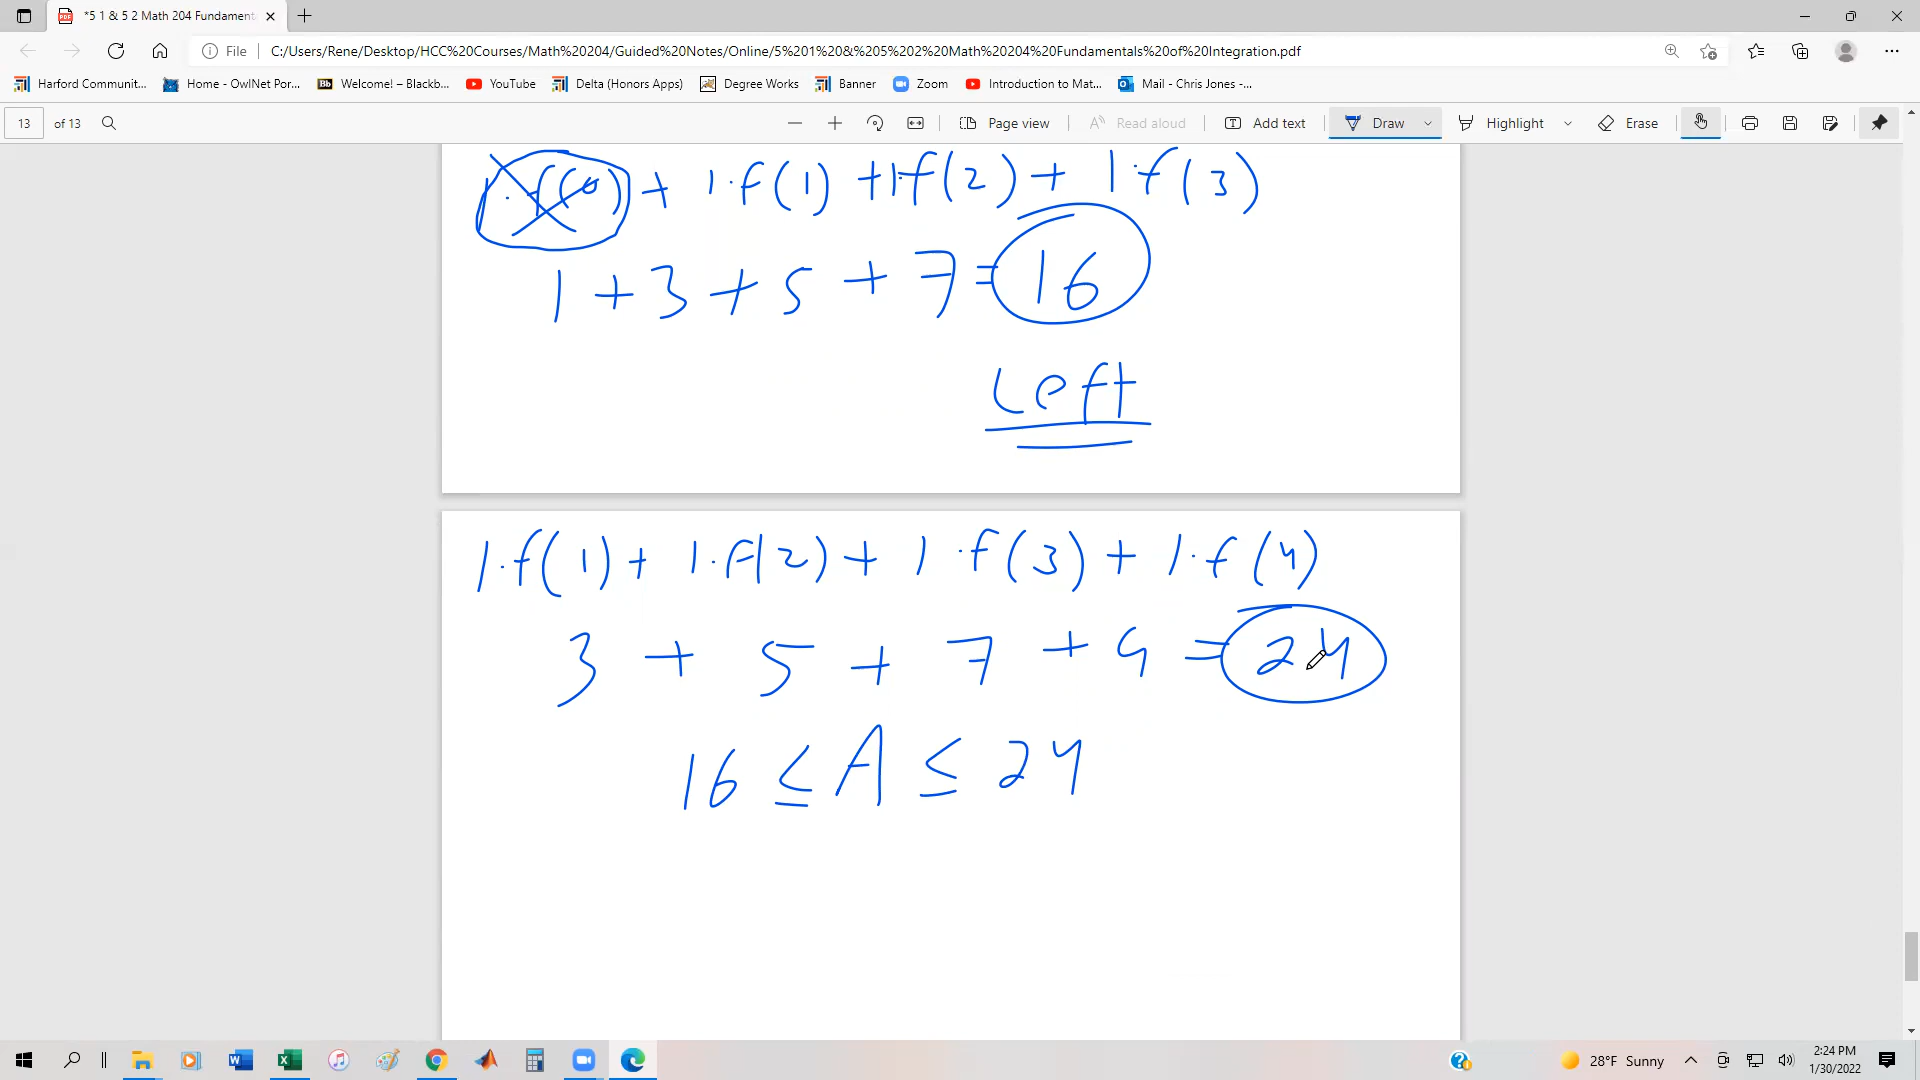 *5 1 & 5 2 Math 204 Fundament
File C:/Users/Rene/Desktop/HCC%20Courses/Math%20204/Guided%20Notes/Online/5%201%20&%205%202%20Math%20204%20Fundamentals%20of%20Integration.pdf
Harford Communit... Home - OwlNet Por... Bb Welcome! – Blackb... YouTube Delta (Honors Apps) Degree Works Banner Zoom Introduction to Mat... Mail - Chris Jones -...
13 of 13 Page view Read aloud Add text Draw Highlight Erase
1·f(0) + 1·f(1) + 1·f(2) + 1·f(3)
1 + 3 + 5 + 7 = 16
Left
1·f(1) + 1·f(2) + 1·f(3) + 1·f(4)
3 + 5 + 7 + 9 = 24
16 ≤ A ≤ 24
28°F Sunny 2:24 PM
1/30/2022